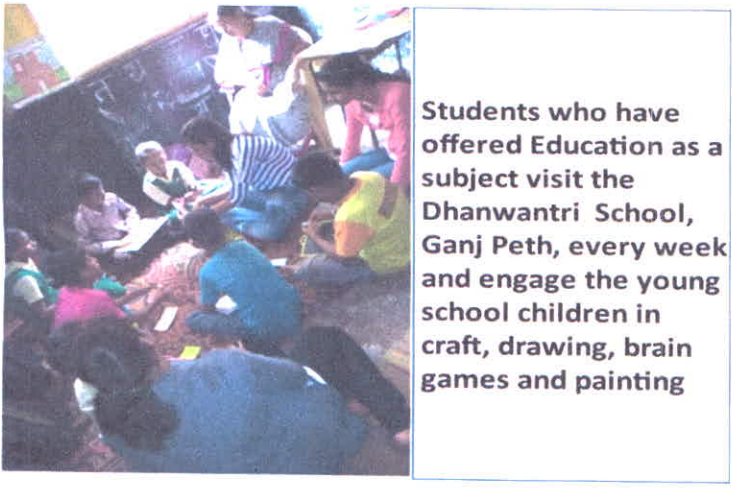 Students who have
offered Education as a
subject visit the
Dhanwantri School,
Ganj Peth, every week
and engage the young
school children in
craft, drawing, brain
games and painting